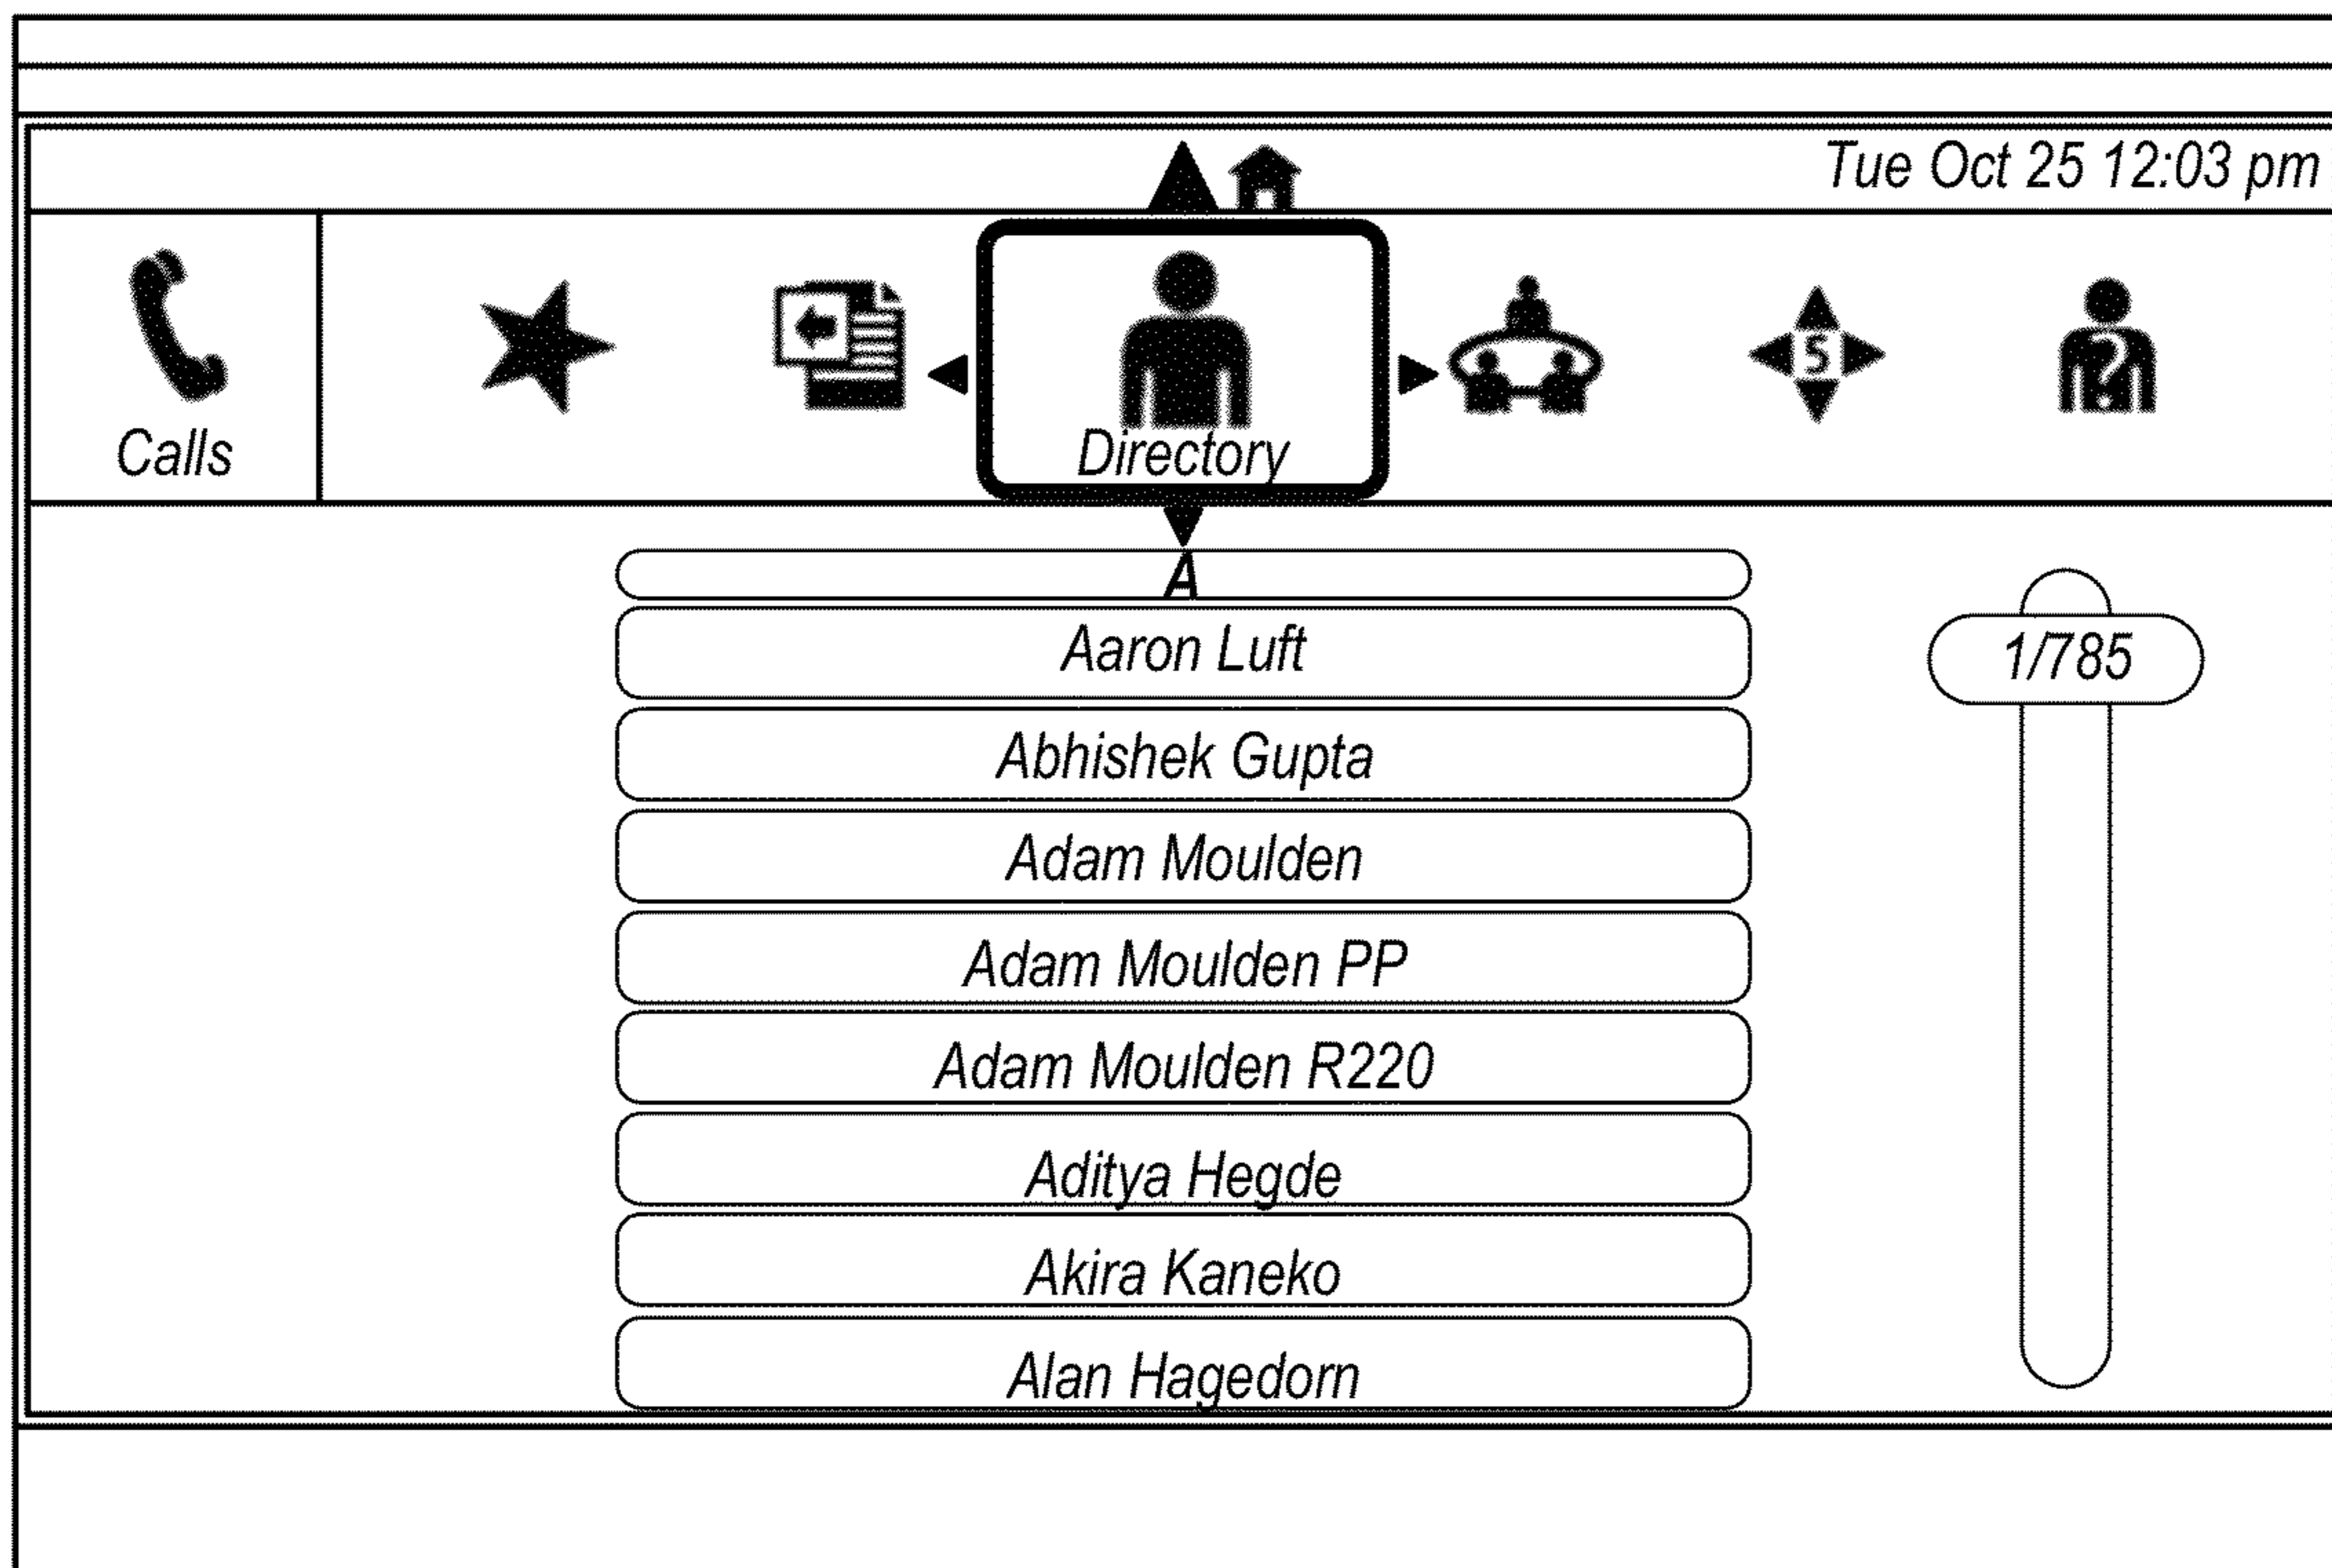 Tue Oct 25 12:03 pm
Calls
Directory
S
?
A
Aaron Luft
1/785
Abhishek Gupta
Adam Moulden
Adam Moulden PP
Adam Moulden R220
Aditya Hegde
Akira Kaneko
Alan Hagedorn